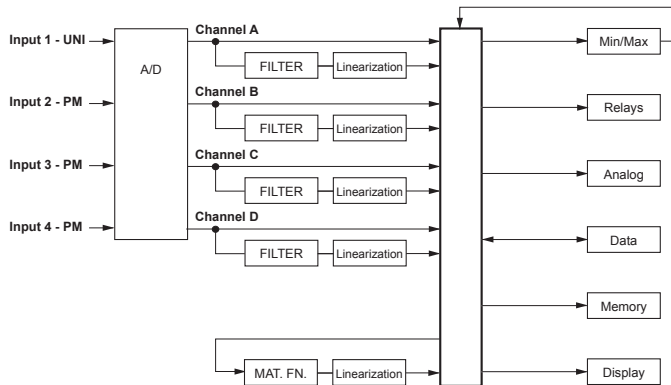 Channel A
Input 1 - UNI
Min/Max
A/D
FILTER
Linearization
Channel B
Input 2 - PM
Relays
FILTER
Linearization
Channel C
Input 3 - PM
Analog
FILTER
Linearization
Channel D
Input 4 - PM
Data
FILTER
Linearization
Memory
MAT. FN.
Linearization
Display